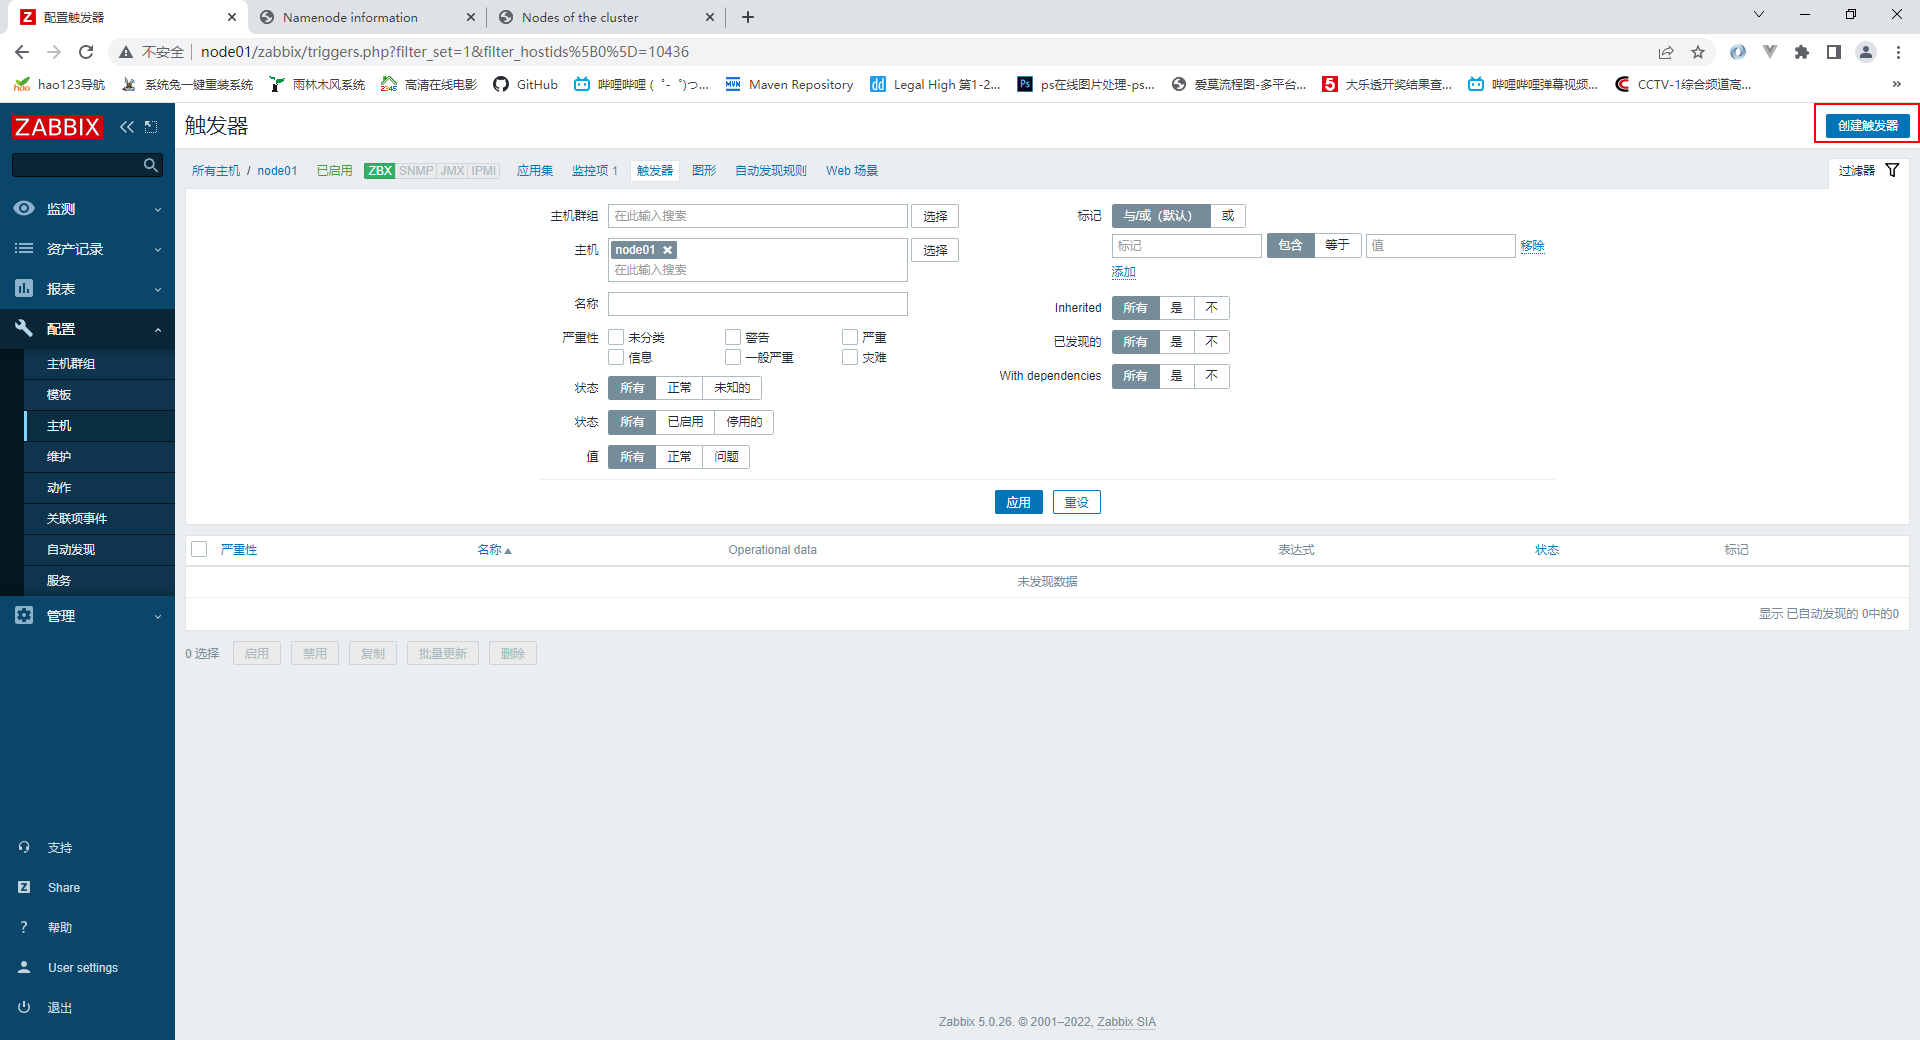 配置触发器
Namenode information
Nodes of the cluster
不安全 node01/zabbix/triggers.php?filter_set=1&filter_hostids%5B0%5D=10436
hao123导航
系统兔一键重装系统
雨林木风系统
高清在线电影
GitHub
哔哩哔哩 ( ゜- ゜)つ...
Maven Repository
Legal High 第1-2...
ps在线图片处理-ps...
爱莫流程图-多平台...
大乐透开奖结果查...
哔哩哔哩弹幕视频...
CCTV-1综合频道高...
»
ZABBIX
触发器
创建触发器
所有主机 / node01 已启用 ZBX SNMP JMX IPMI 应用集 监控项 1 触发器 图形 自动发现规则 Web 场景
过滤器
监测
资产记录
报表
配置
主机群组
模板
主机
维护
动作
关联项事件
自动发现
服务
管理
支持
Share
帮助
User settings
退出
主机群组 在此输入搜索 选择
主机 node01 选择
在此输入搜索
名称
严重性 未分类 警告 严重
信息 一般严重 灾难
状态 所有 正常 未知的
状态 所有 已启用 停用的
值 所有 正常 问题
标记 与/或（默认） 或
标记 包含 等于 值 移除
添加
Inherited 所有 是 不
已发现的 所有 是 不
With dependencies 所有 是 不
应用 重设
严重性 名称 Operational data 表达式 状态 标记
未发现数据
显示 已自动发现的 0中的0
0 选择 启用 禁用 复制 批量更新 删除
Zabbix 5.0.26. © 2001–2022, Zabbix SIA